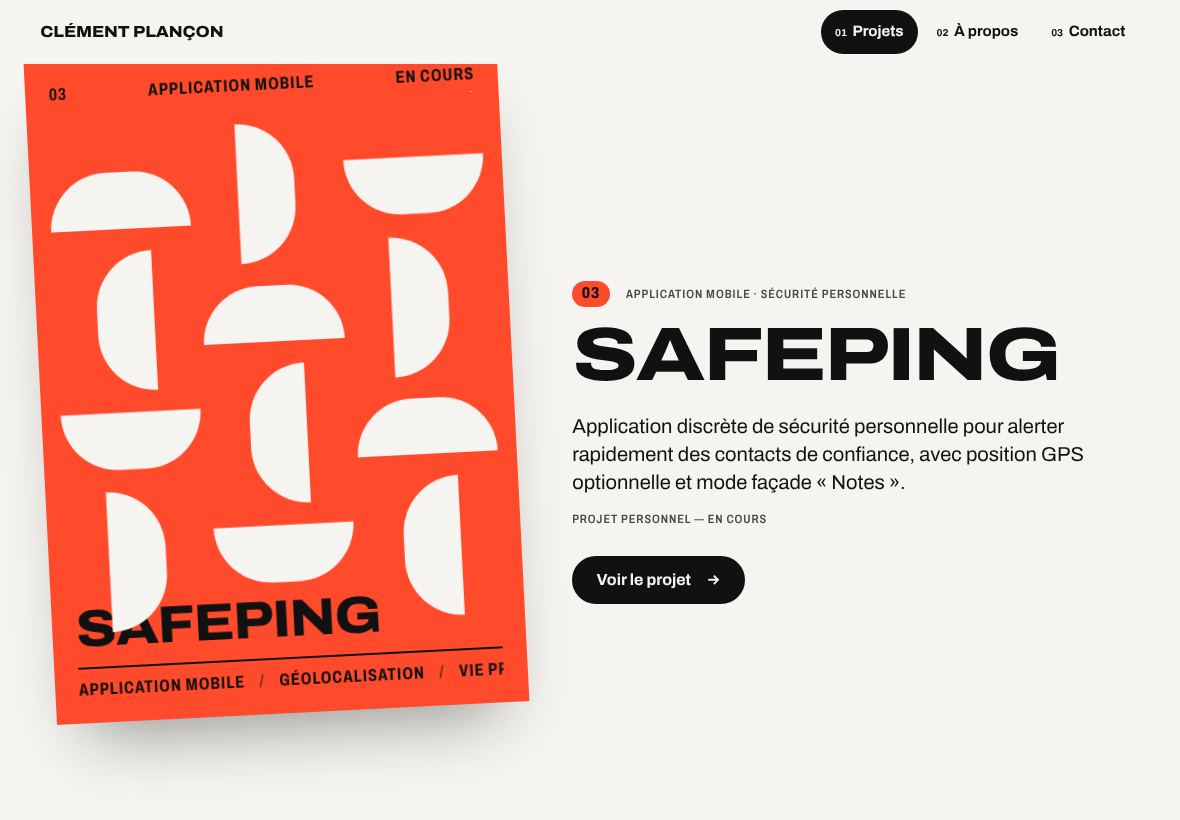 CLÉMENT PLANÇON
01 Projets
02 À propos
03 Contact
03 APPLICATION MOBILE EN COURS
SAFEPING
APPLICATION MOBILE / GÉOLOCALISATION / VIE
03 APPLICATION MOBILE · SÉCURITÉ PERSONNELLE
SAFEPING
Application discrète de sécurité personnelle pour alerter
rapidement des contacts de confiance, avec position GPS
optionnelle et mode façade « Notes ».
PROJET PERSONNEL — EN COURS
Voir le projet →